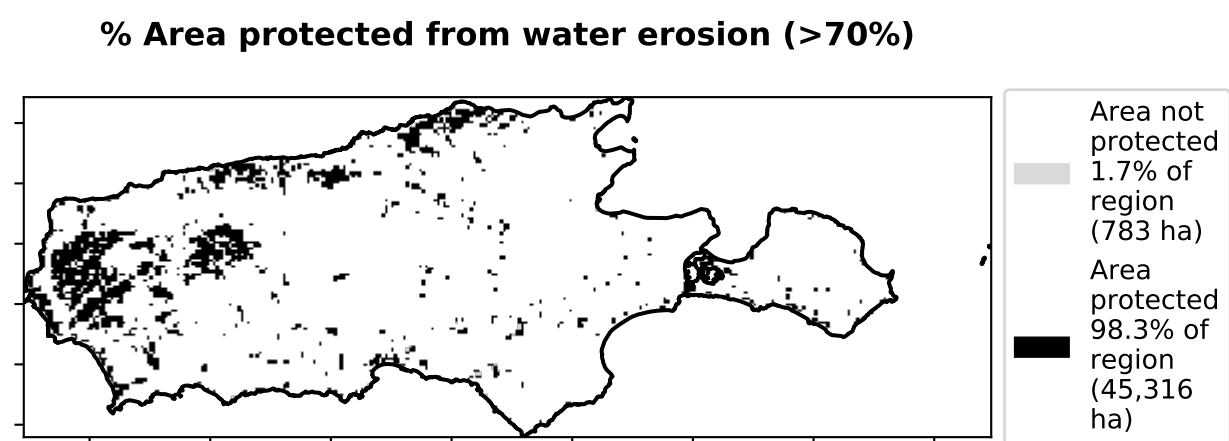 % Area protected from water erosion (>70%)
Area not
protected
1.7% of
region
(783 ha)
Area
protected
98.3% of
region
(45,316
ha)